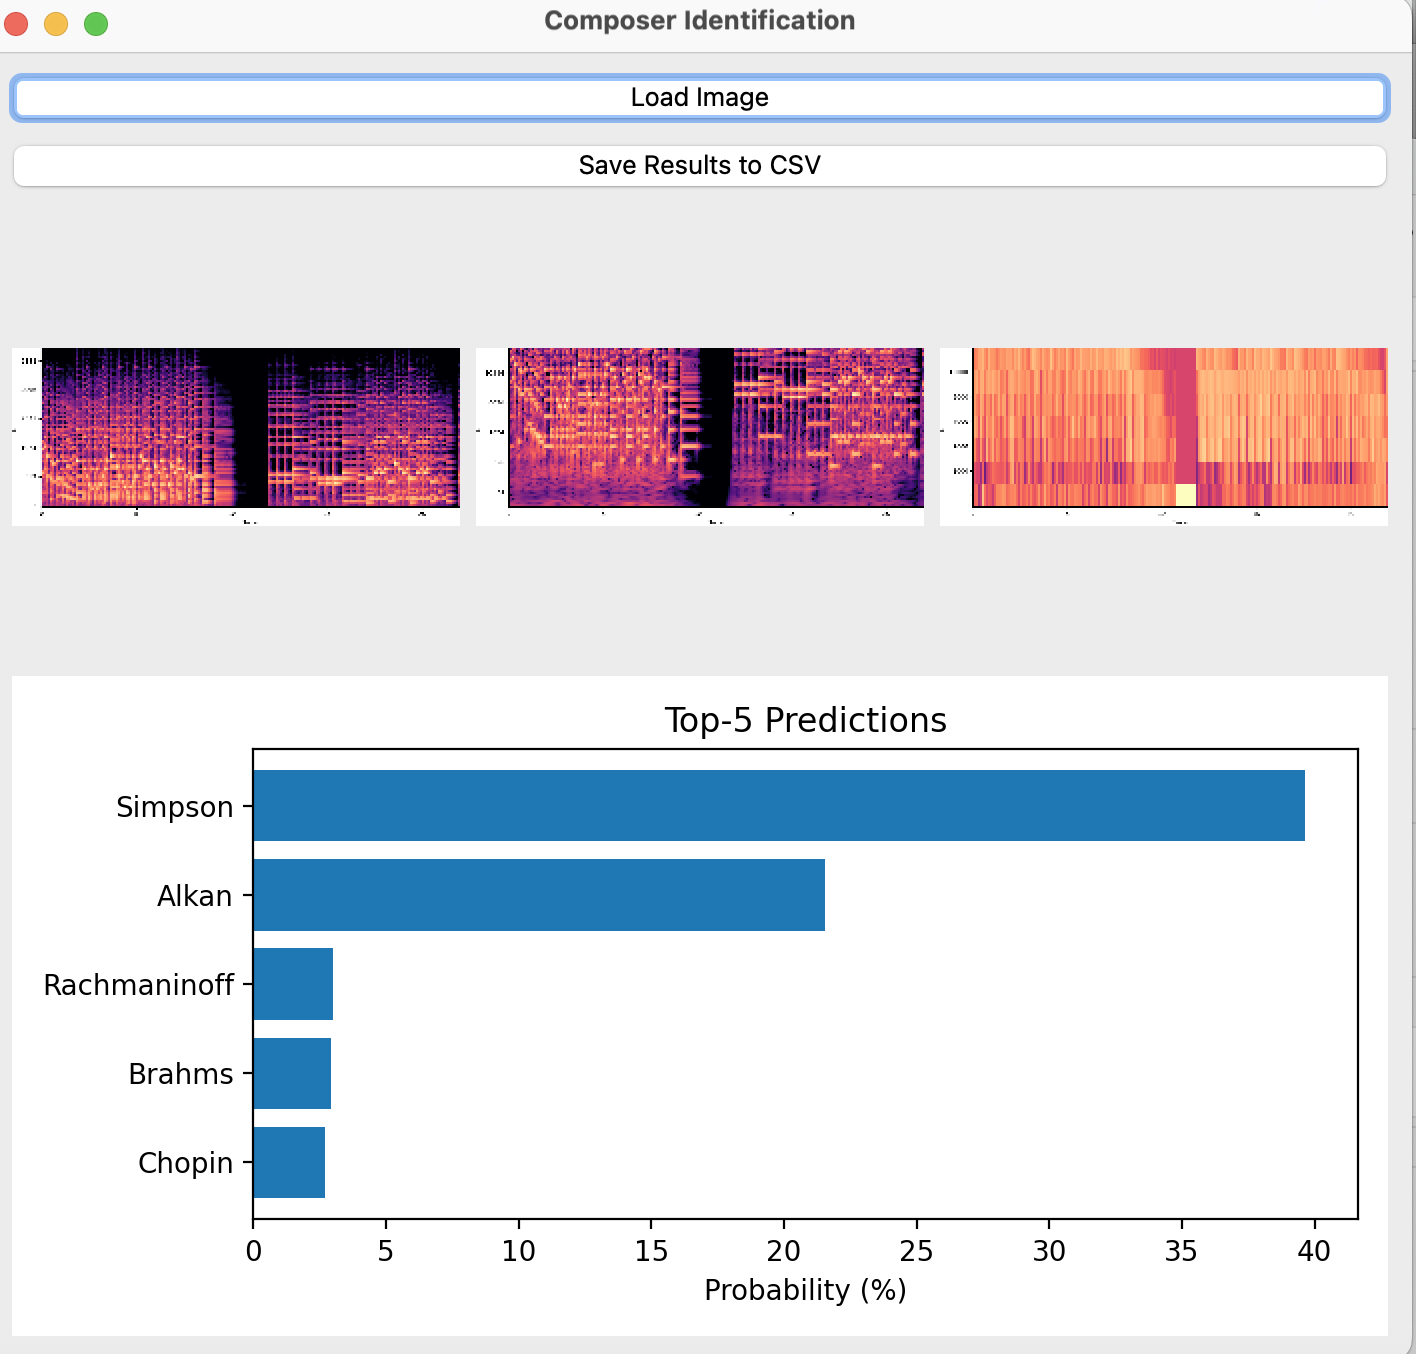 Composer Identification
Load Image
Save Results to CSV
Top-5 Predictions
Simpson
Alkan
Rachmaninoff
Brahms
Chopin
0 5 10 15 20 25 30 35 40
Probability (%)